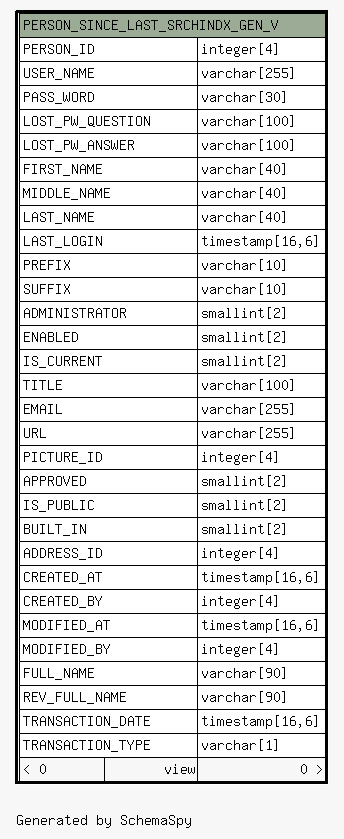 PERSON_SINCE_LAST_SRCHINDX_GEN_V
PERSON_ID integer[4]
USER_NAME varchar[255]
PASS_WORD varchar[30]
LOST_PW_QUESTION varchar[100]
LOST_PW_ANSWER varchar[100]
FIRST_NAME varchar[40]
MIDDLE_NAME varchar[40]
LAST_NAME varchar[40]
LAST_LOGIN timestamp[16,6]
PREFIX varchar[10]
SUFFIX varchar[10]
ADMINISTRATOR smallint[2]
ENABLED smallint[2]
IS_CURRENT smallint[2]
TITLE varchar[100]
EMAIL varchar[255]
URL varchar[255]
PICTURE_ID integer[4]
APPROVED smallint[2]
IS_PUBLIC smallint[2]
BUILT_IN smallint[2]
ADDRESS_ID integer[4]
CREATED_AT timestamp[16,6]
CREATED_BY integer[4]
MODIFIED_AT timestamp[16,6]
MODIFIED_BY integer[4]
FULL_NAME varchar[90]
REV_FULL_NAME varchar[90]
TRANSACTION_DATE timestamp[16,6]
TRANSACTION_TYPE varchar[1]
< 0 view 0 >
Generated by SchemaSpy